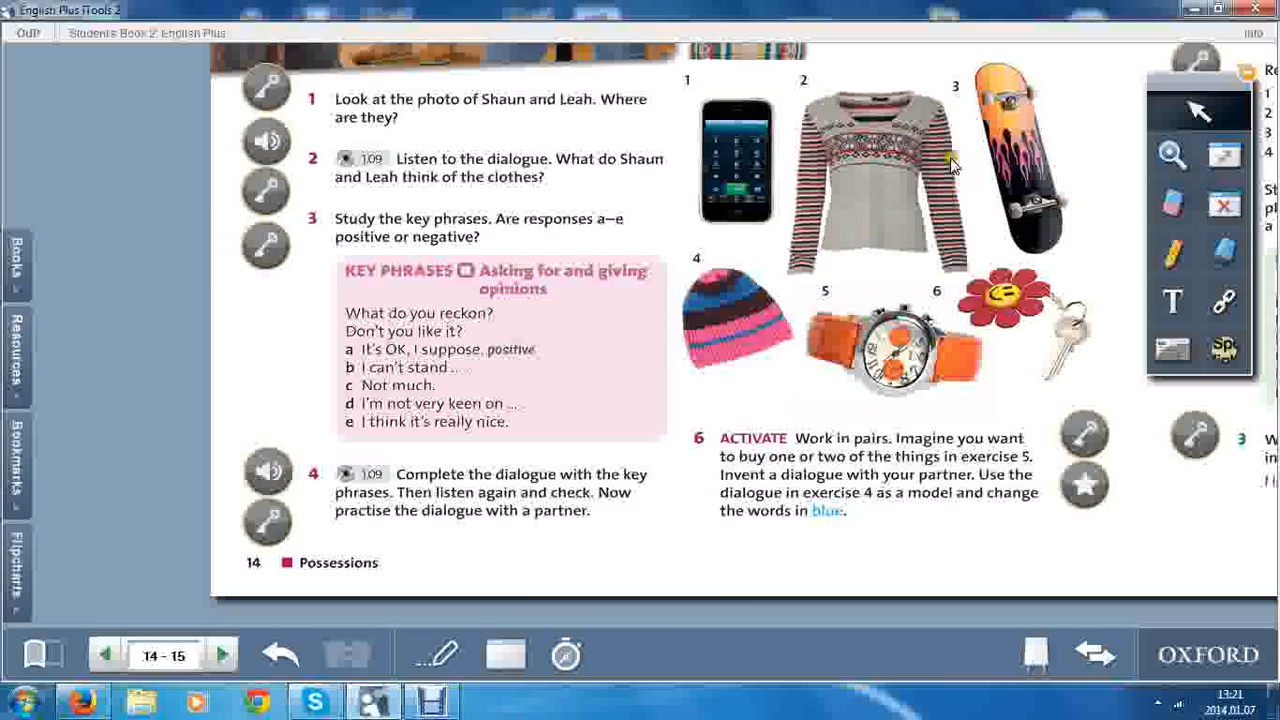 English Plus iTools 2
Quit
Students Book 2: English Plus
Info
1 Look at the photo of Shaun and Leah. Where
are they?
2 1.09 Listen to the dialogue. What do Shaun
and Leah think of the clothes?
3 Study the key phrases. Are responses a–e
positive or negative?
KEY PHRASES Asking for and giving
opinions
What do you reckon?
Don't you like it?
a It's OK, I suppose. positive
b I can't stand ... .
c Not much.
d I'm not very keen on ... .
e I think it's really nice.
4 1.09 Complete the dialogue with the key
phrases. Then listen again and check. Now
practise the dialogue with a partner.
14 Possessions
1
2
3
4
5
6
6 ACTIVATE Work in pairs. Imagine you want
to buy one or two of the things in exercise 5.
Invent a dialogue with your partner. Use the
dialogue in exercise 4 as a model and change
the words in blue.
1
2
3
4
a
3
T
Sp
Books
Resources
Bookmarks
Flipcharts
14 - 15
OXFORD
13:21
2014.01.07